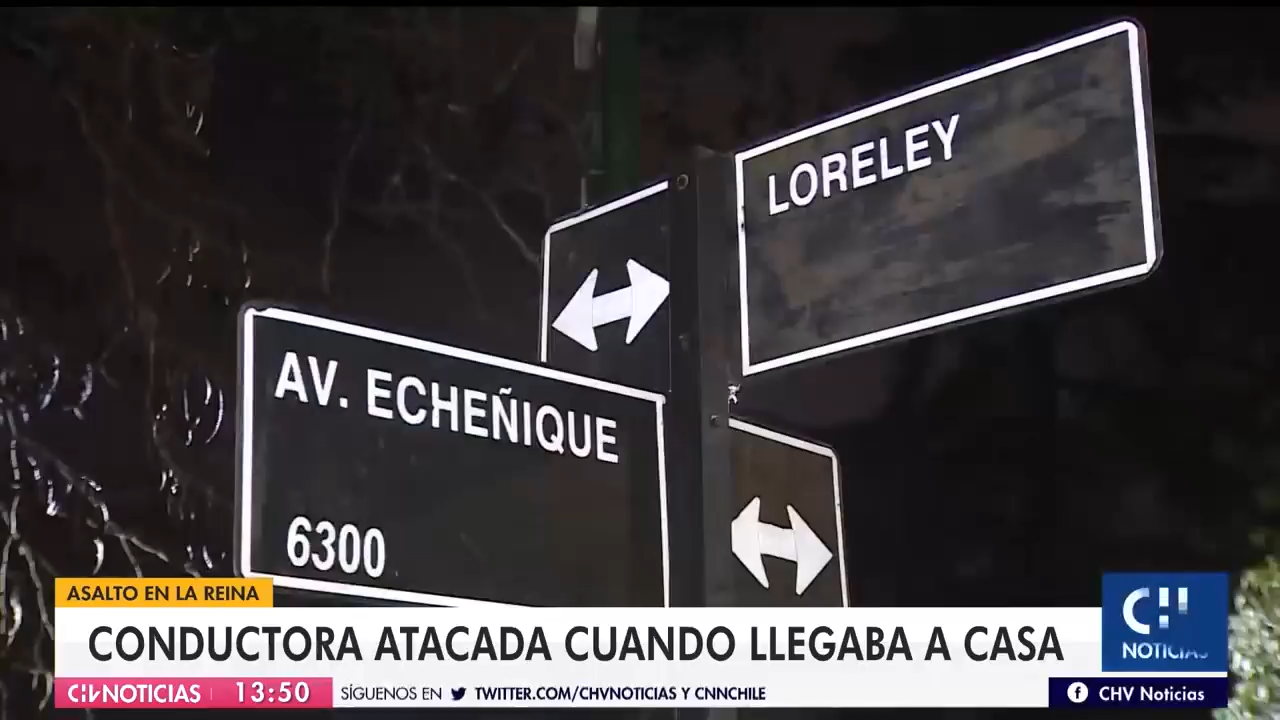 LORELEY
AV. ECHEÑIQUE
6300
ASALTO EN LA REINA
CONDUCTORA ATACADA CUANDO LLEGABA A CASA
CHV NOTICIAS
CHVNOTICIAS 13:50 SÍGUENOS EN TWITTER.COM/CHVNOTICIAS Y CNNCHILE
CHV Noticias